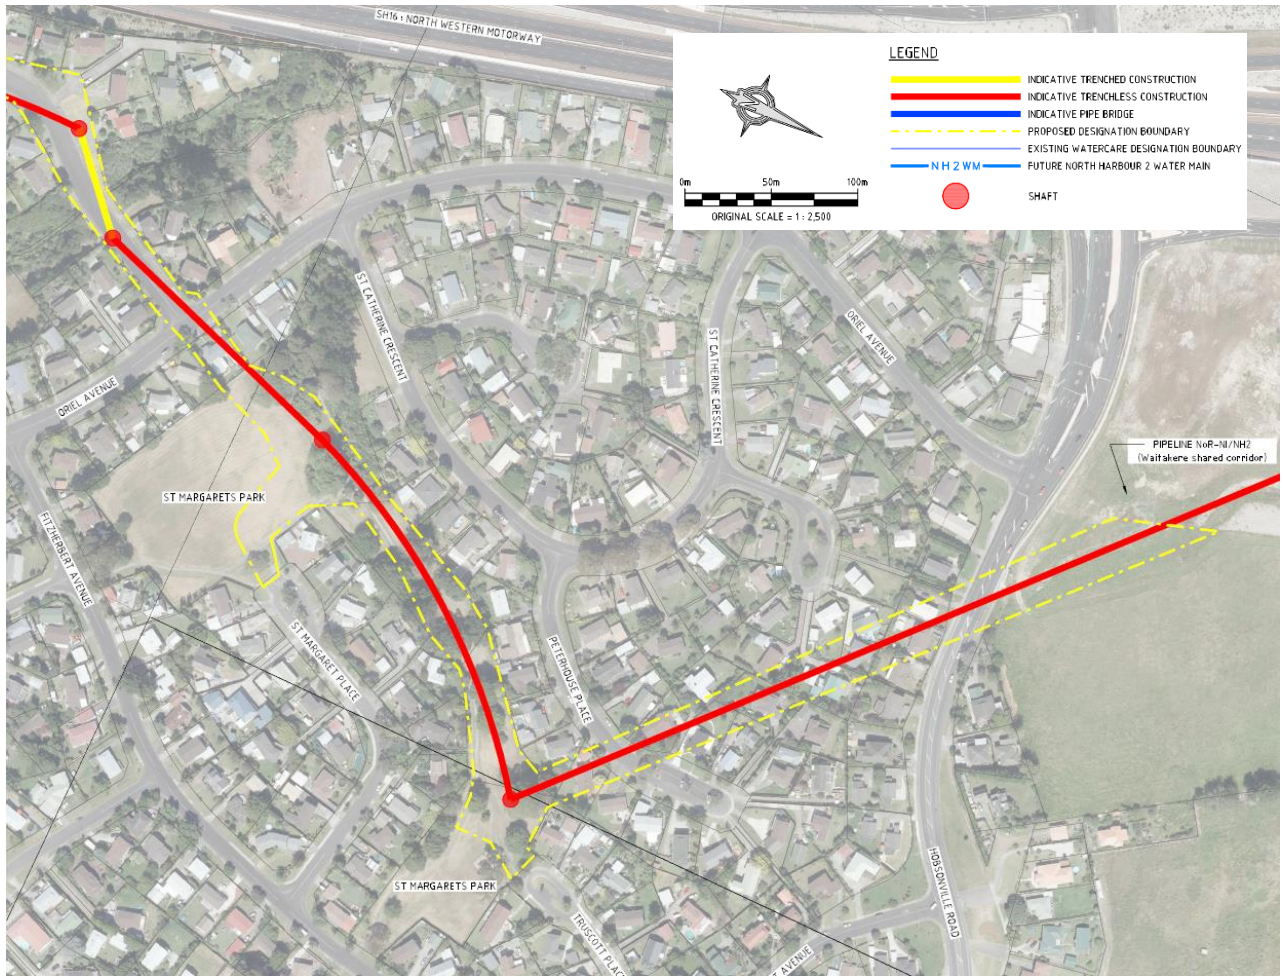 SH16 : NORTH WESTERN MOTORWAY
LEGEND
INDICATIVE TRENCHED CONSTRUCTION
INDICATIVE TRENCHLESS CONSTRUCTION
INDICATIVE PIPE BRIDGE
PROPOSED DESIGNATION BOUNDARY
EXISTING WATERCARE DESIGNATION BOUNDARY
NH2 WM
FUTURE NORTH HARBOUR 2 WATER MAIN
SHAFT
0m 50m 100m
ORIGINAL SCALE = 1 : 2,500
ST CATHERINE CRESCENT
ST CATHERINE CRESCENT
ORIEL AVENUE
ORIEL AVENUE
PIPELINE NoR-NI/NH2
(Waitakere shared corridor)
ST MARGARETS PARK
FITZHERBERT AVENUE
ST MARGARET PLACE
PETERHOUSE PLACE
HOBSONVILLE ROAD
ST MARGARETS PARK
TRUSCOTT PLACE
AVENUE